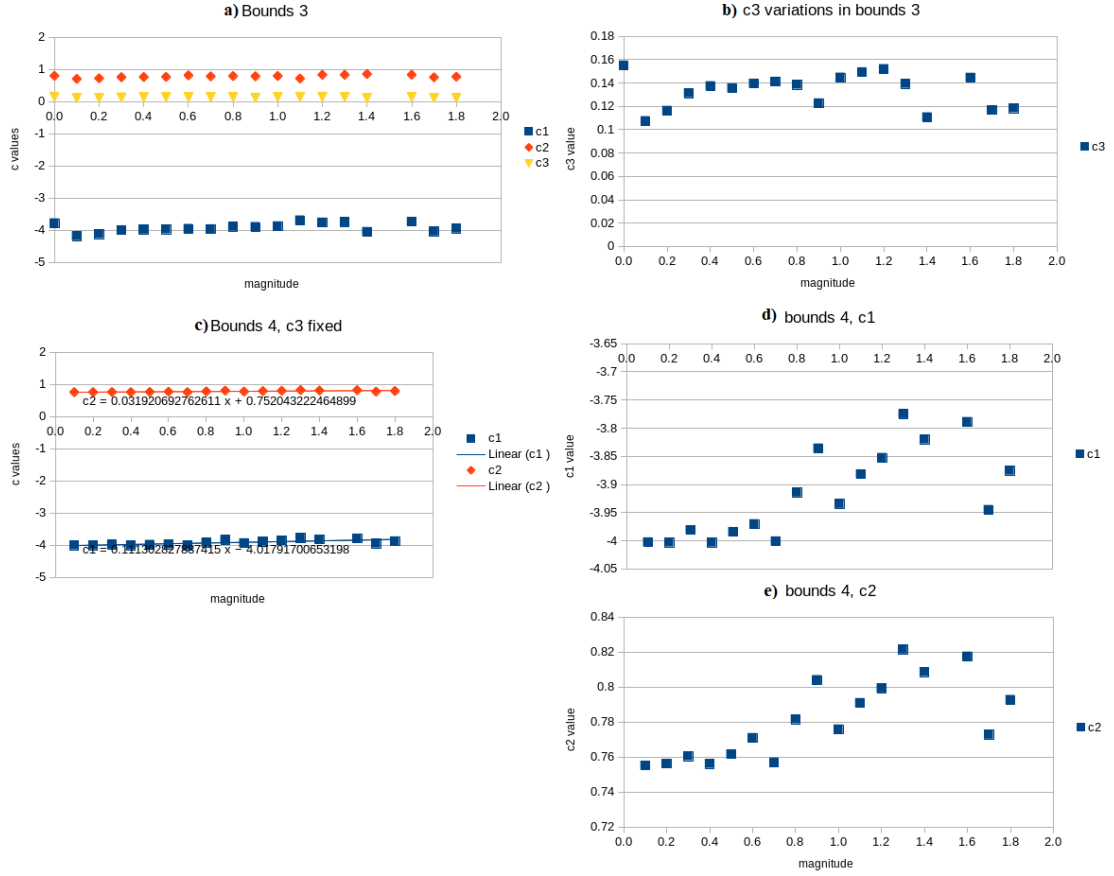 a) Bounds 3
2
1
0
-1
-2
-3
-4
-5
0.0 0.2 0.4 0.6 0.8 1.0 1.2 1.4 1.6 1.8 2.0
c values
magnitude
c1
c2
c3
b) c3 variations in bounds 3
0.18
0.16
0.14
0.12
0.1
0.08
0.06
0.04
0.02
0
0.0 0.2 0.4 0.6 0.8 1.0 1.2 1.4 1.6 1.8 2.0
c3 value
magnitude
c3
c) Bounds 4, c3 fixed
2
1
0
-1
-2
-3
-4
-5
c2 = 0.031920692762611 x + 0.752043222464899
0.0 0.2 0.4 0.6 0.8 1.0 1.2 1.4 1.6 1.8 2.0
c values
x − 4.01791700653198
magnitude
c1
Linear (c1 )
c2
Linear (c2 )
d) bounds 4, c1
-3.65
-3.7
-3.75
-3.8
-3.85
-3.9
-3.95
-4
-4.05
0.0 0.2 0.4 0.6 0.8 1.0 1.2 1.4 1.6 1.8 2.0
c1 value
c1
e) bounds 4, c2
0.84
0.82
0.8
0.78
0.76
0.74
0.72
0.0 0.2 0.4 0.6 0.8 1.0 1.2 1.4 1.6 1.8 2.0
c2 value
magnitude
c2